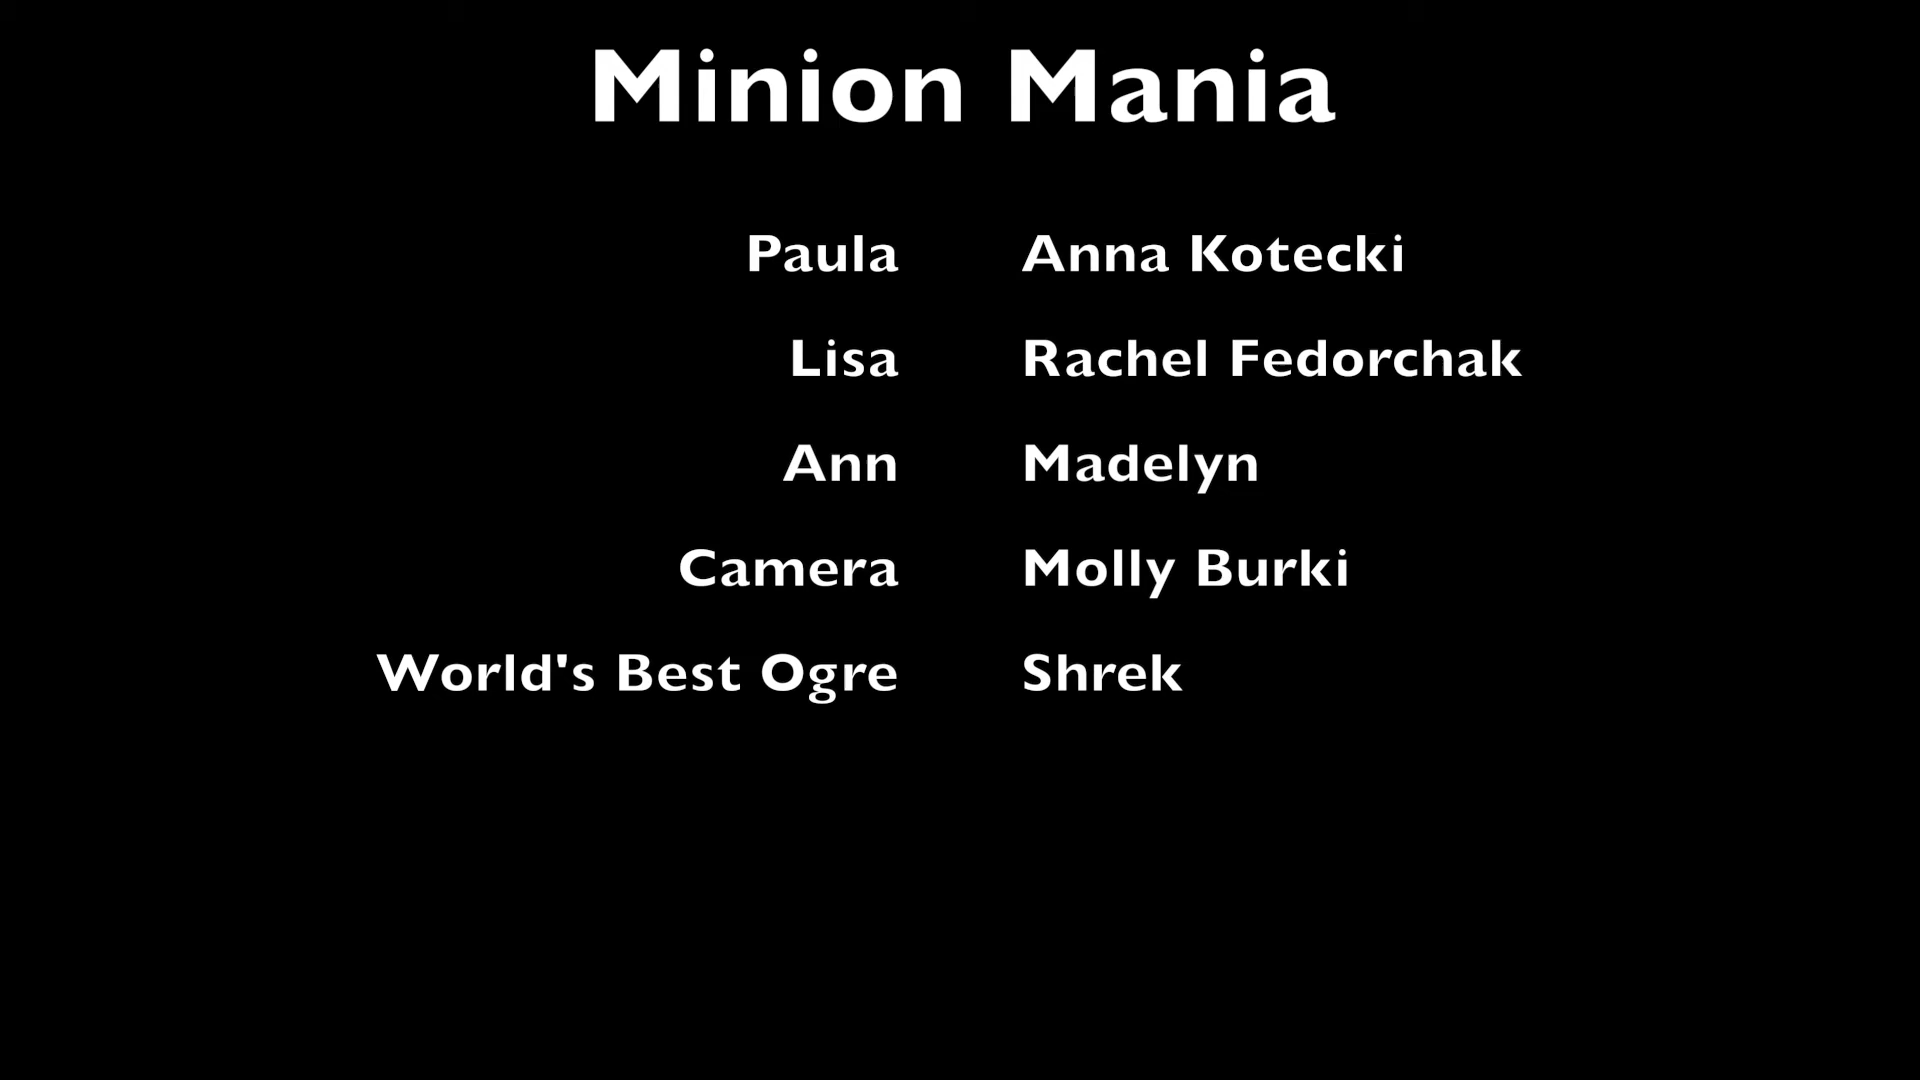 Minion Mania
Paula Anna Kotecki
Lisa Rachel Fedorchak
Ann Madelyn
Camera Molly Burki
World's Best Ogre Shrek